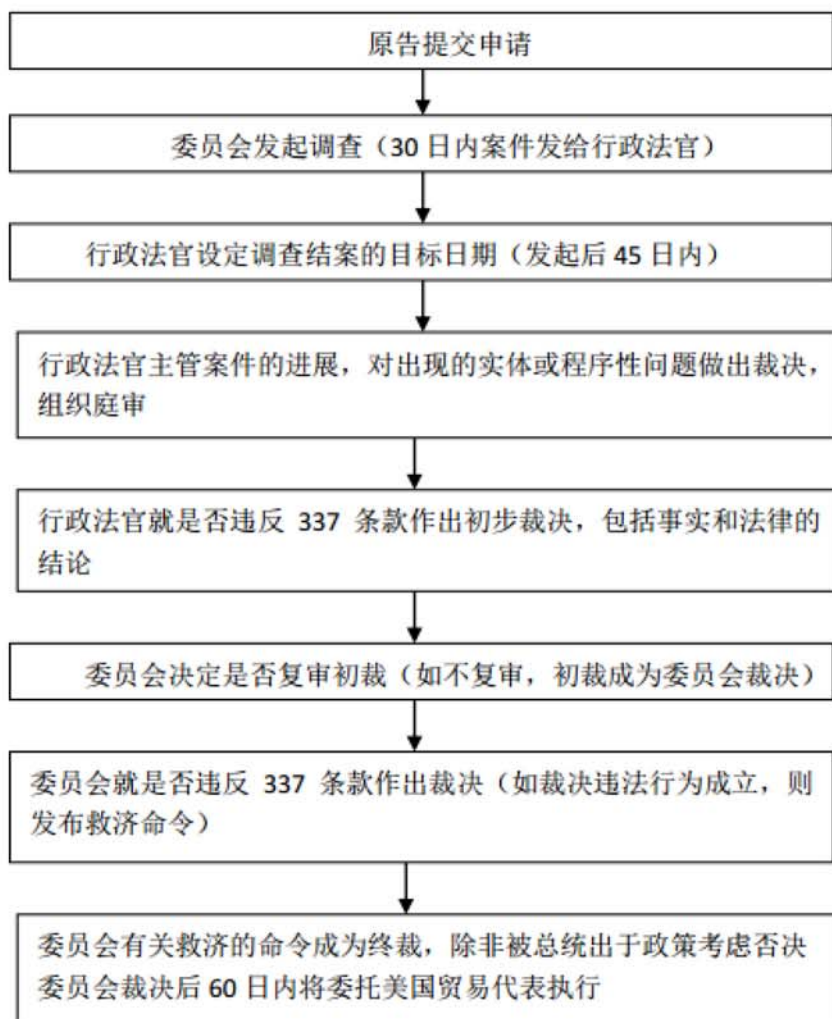 原告提交申请
委员会发起调查（30 日内案件发给行政法官）
行政法官设定调查结案的目标日期（发起后 45 日内）
行政法官主管案件的进展，对出现的实体或程序性问题做出裁决，
组织庭审
行政法官就是否违反 337 条款作出初步裁决，包括事实和法律的
结论
委员会决定是否复审初裁（如不复审，初裁成为委员会裁决）
委员会就是否违反 337 条款作出裁决（如裁决违法行为成立，则
发布救济命令）
委员会有关救济的命令成为终裁，除非被总统出于政策考虑否决
委员会裁决后 60 日内将委托美国贸易代表执行